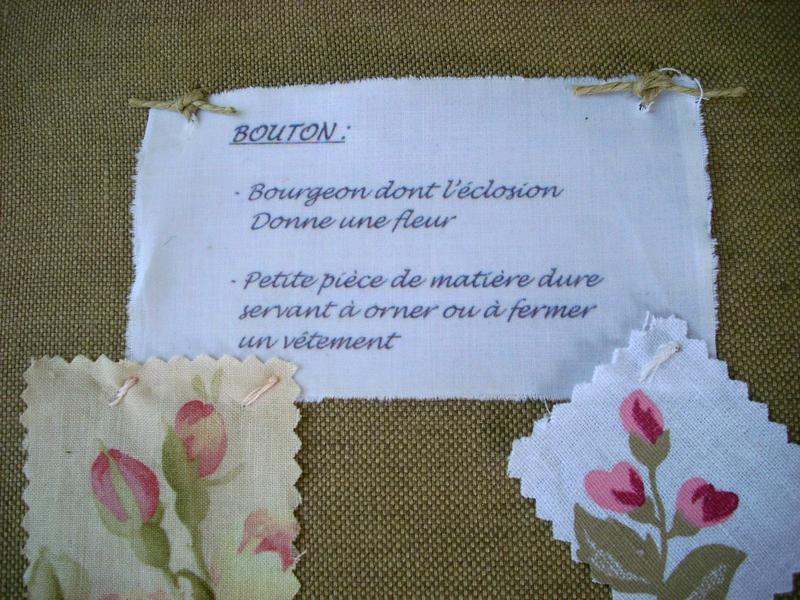 BOUTON :
- Bourgeon dont l'éclosion
Donne une fleur
- Petite pièce de matière dure
servant à orner ou à fermer
un vêtement